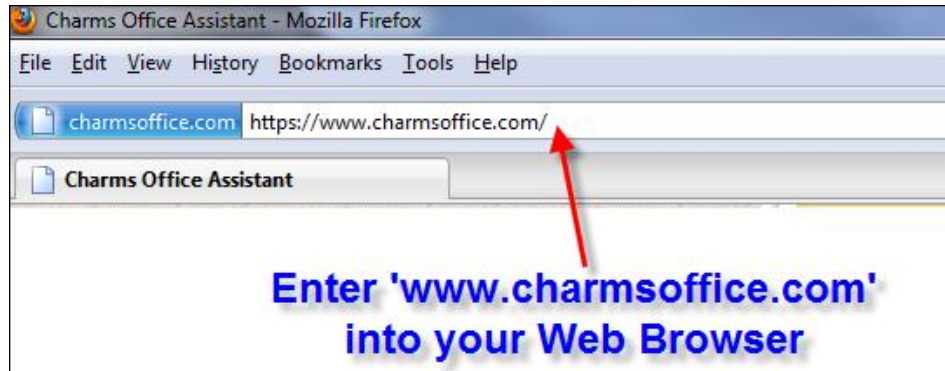 Charms Office Assistant - Mozilla Firefox
File Edit View History Bookmarks Tools Help
charmsoffice.com https://www.charmsoffice.com/
Charms Office Assistant
Enter 'www.charmsoffice.com'
into your Web Browser